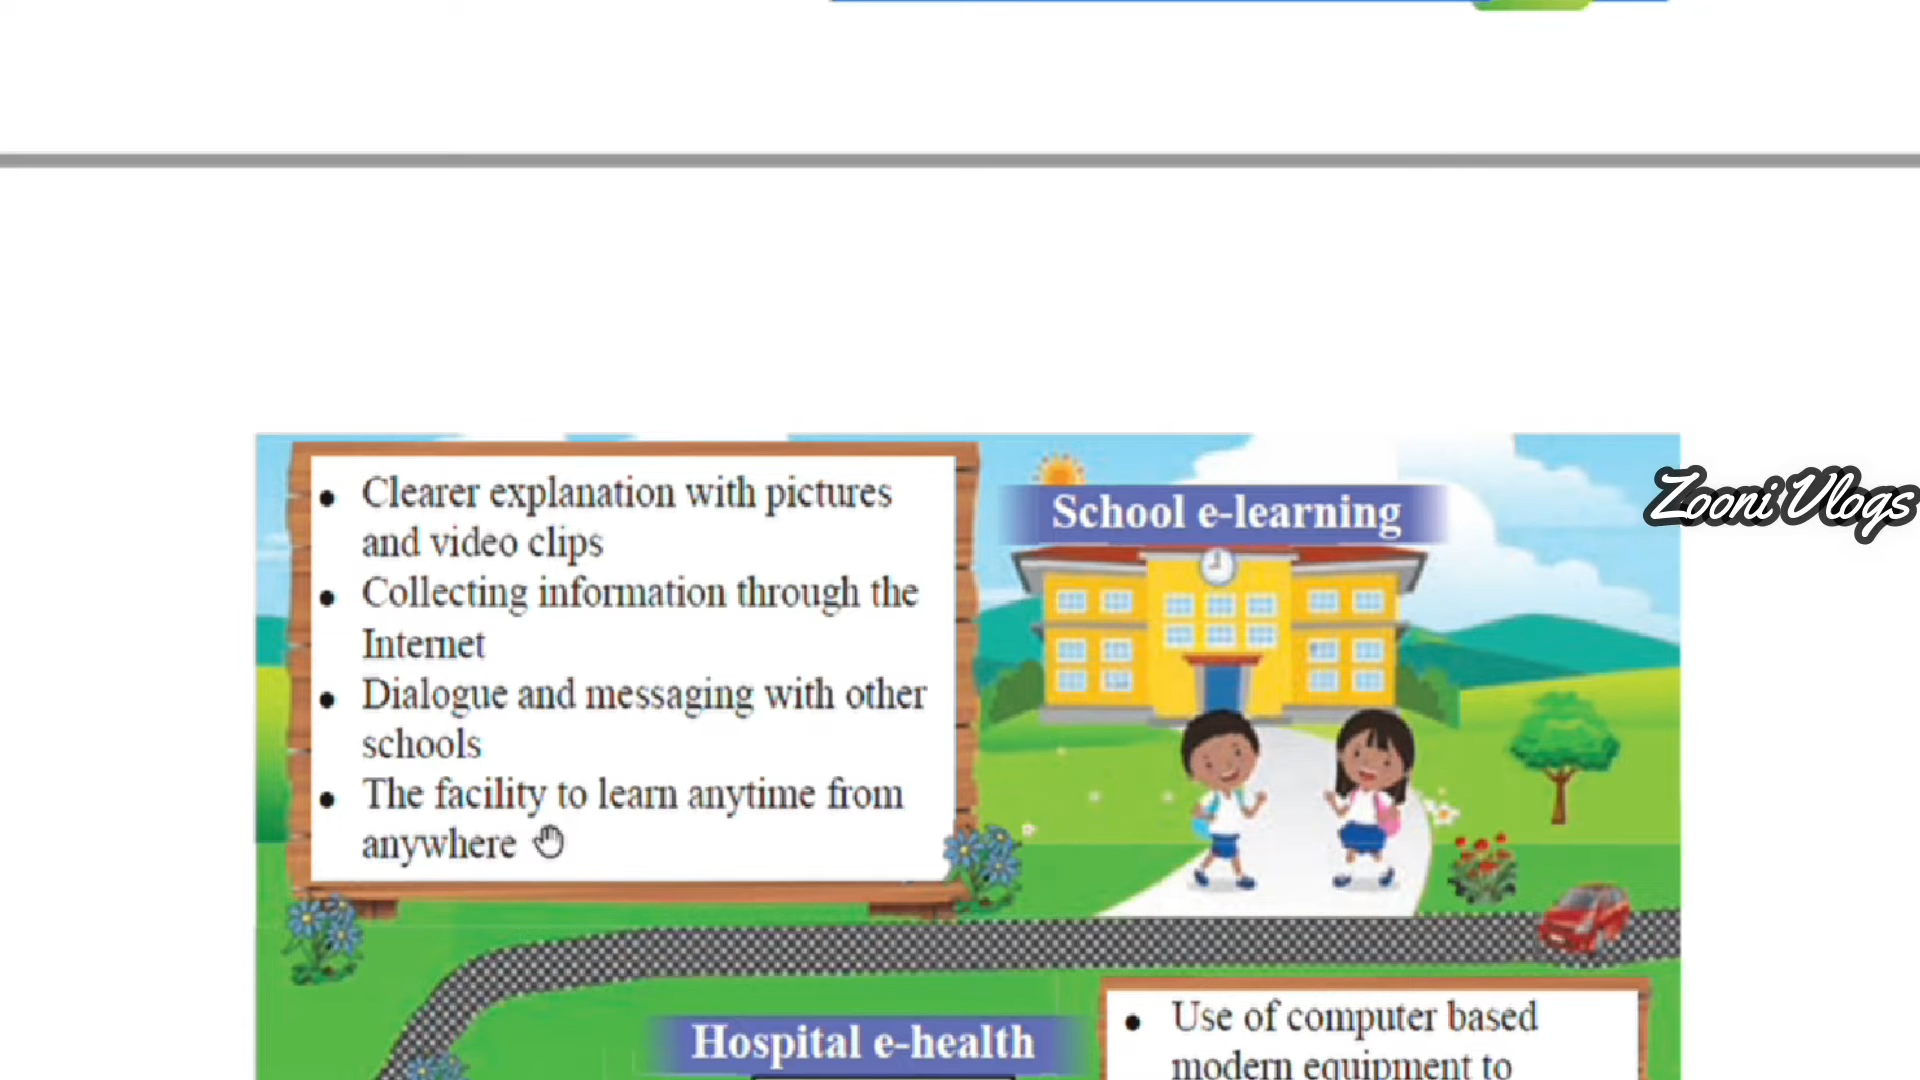 Clearer explanation with pictures
and video clips
Collecting information through the
Internet
Dialogue and messaging with other
schools
The facility to learn anytime from
anywhere
School e-learning
Zooni Vlogs
Hospital e-health
Use of computer based
modern equipment to